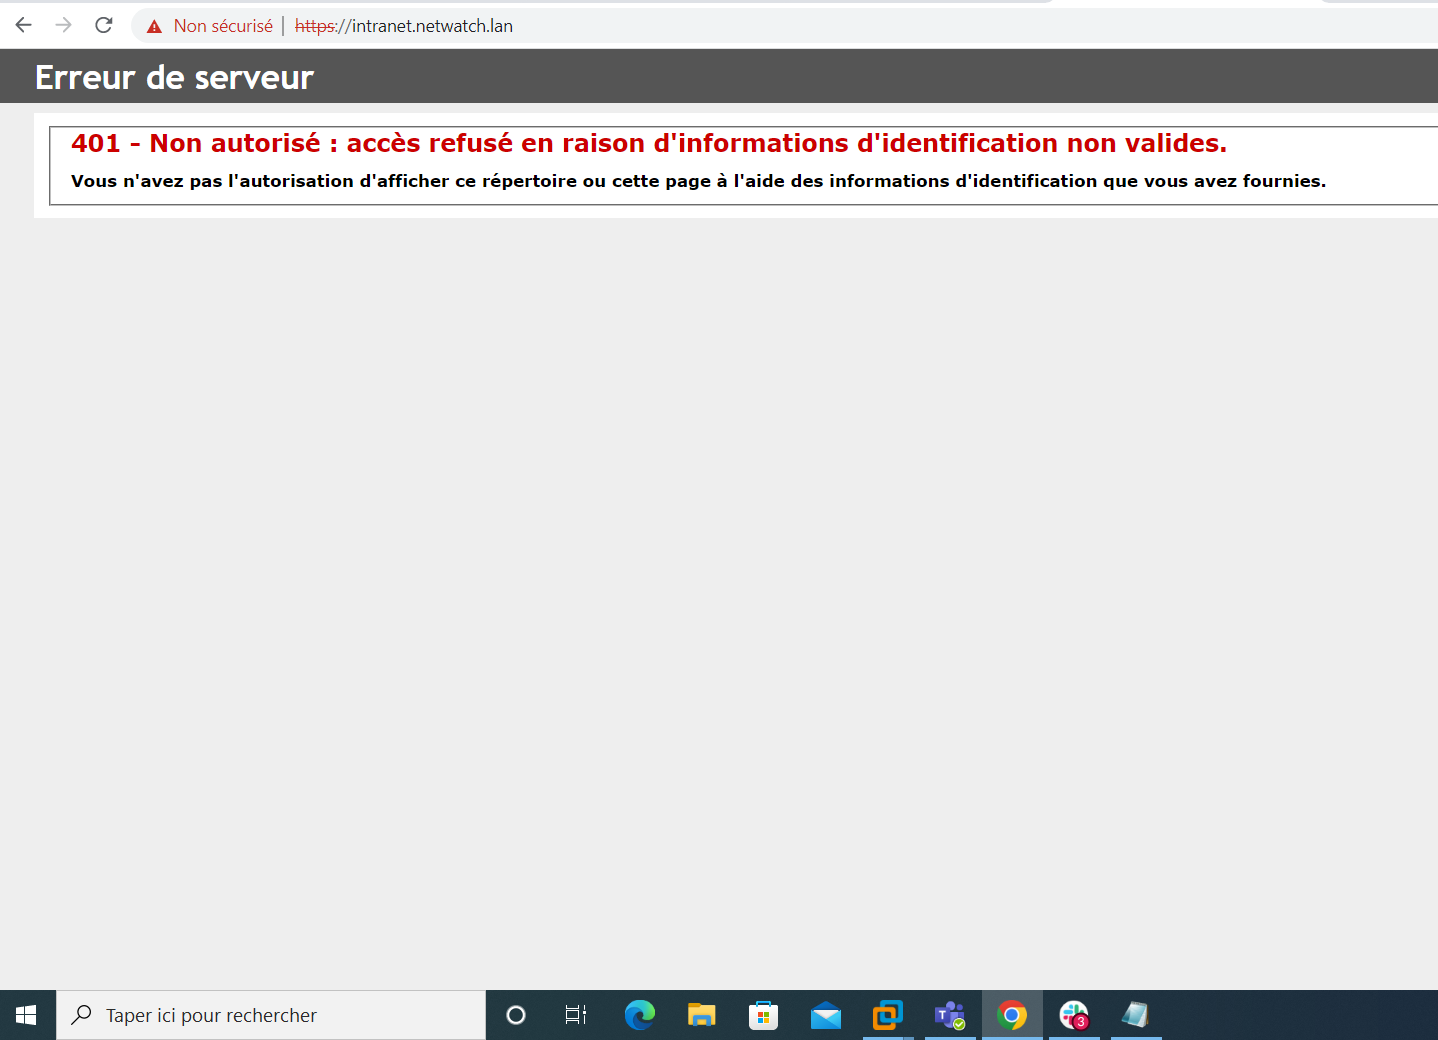 Non sécurisé | https://intranet.netwatch.lan
Erreur de serveur
401 - Non autorisé : accès refusé en raison d'informations d'identification non valides.
Vous n'avez pas l'autorisation d'afficher ce répertoire ou cette page à l'aide des informations d'identification que vous avez fournies.
Taper ici pour rechercher
T
3